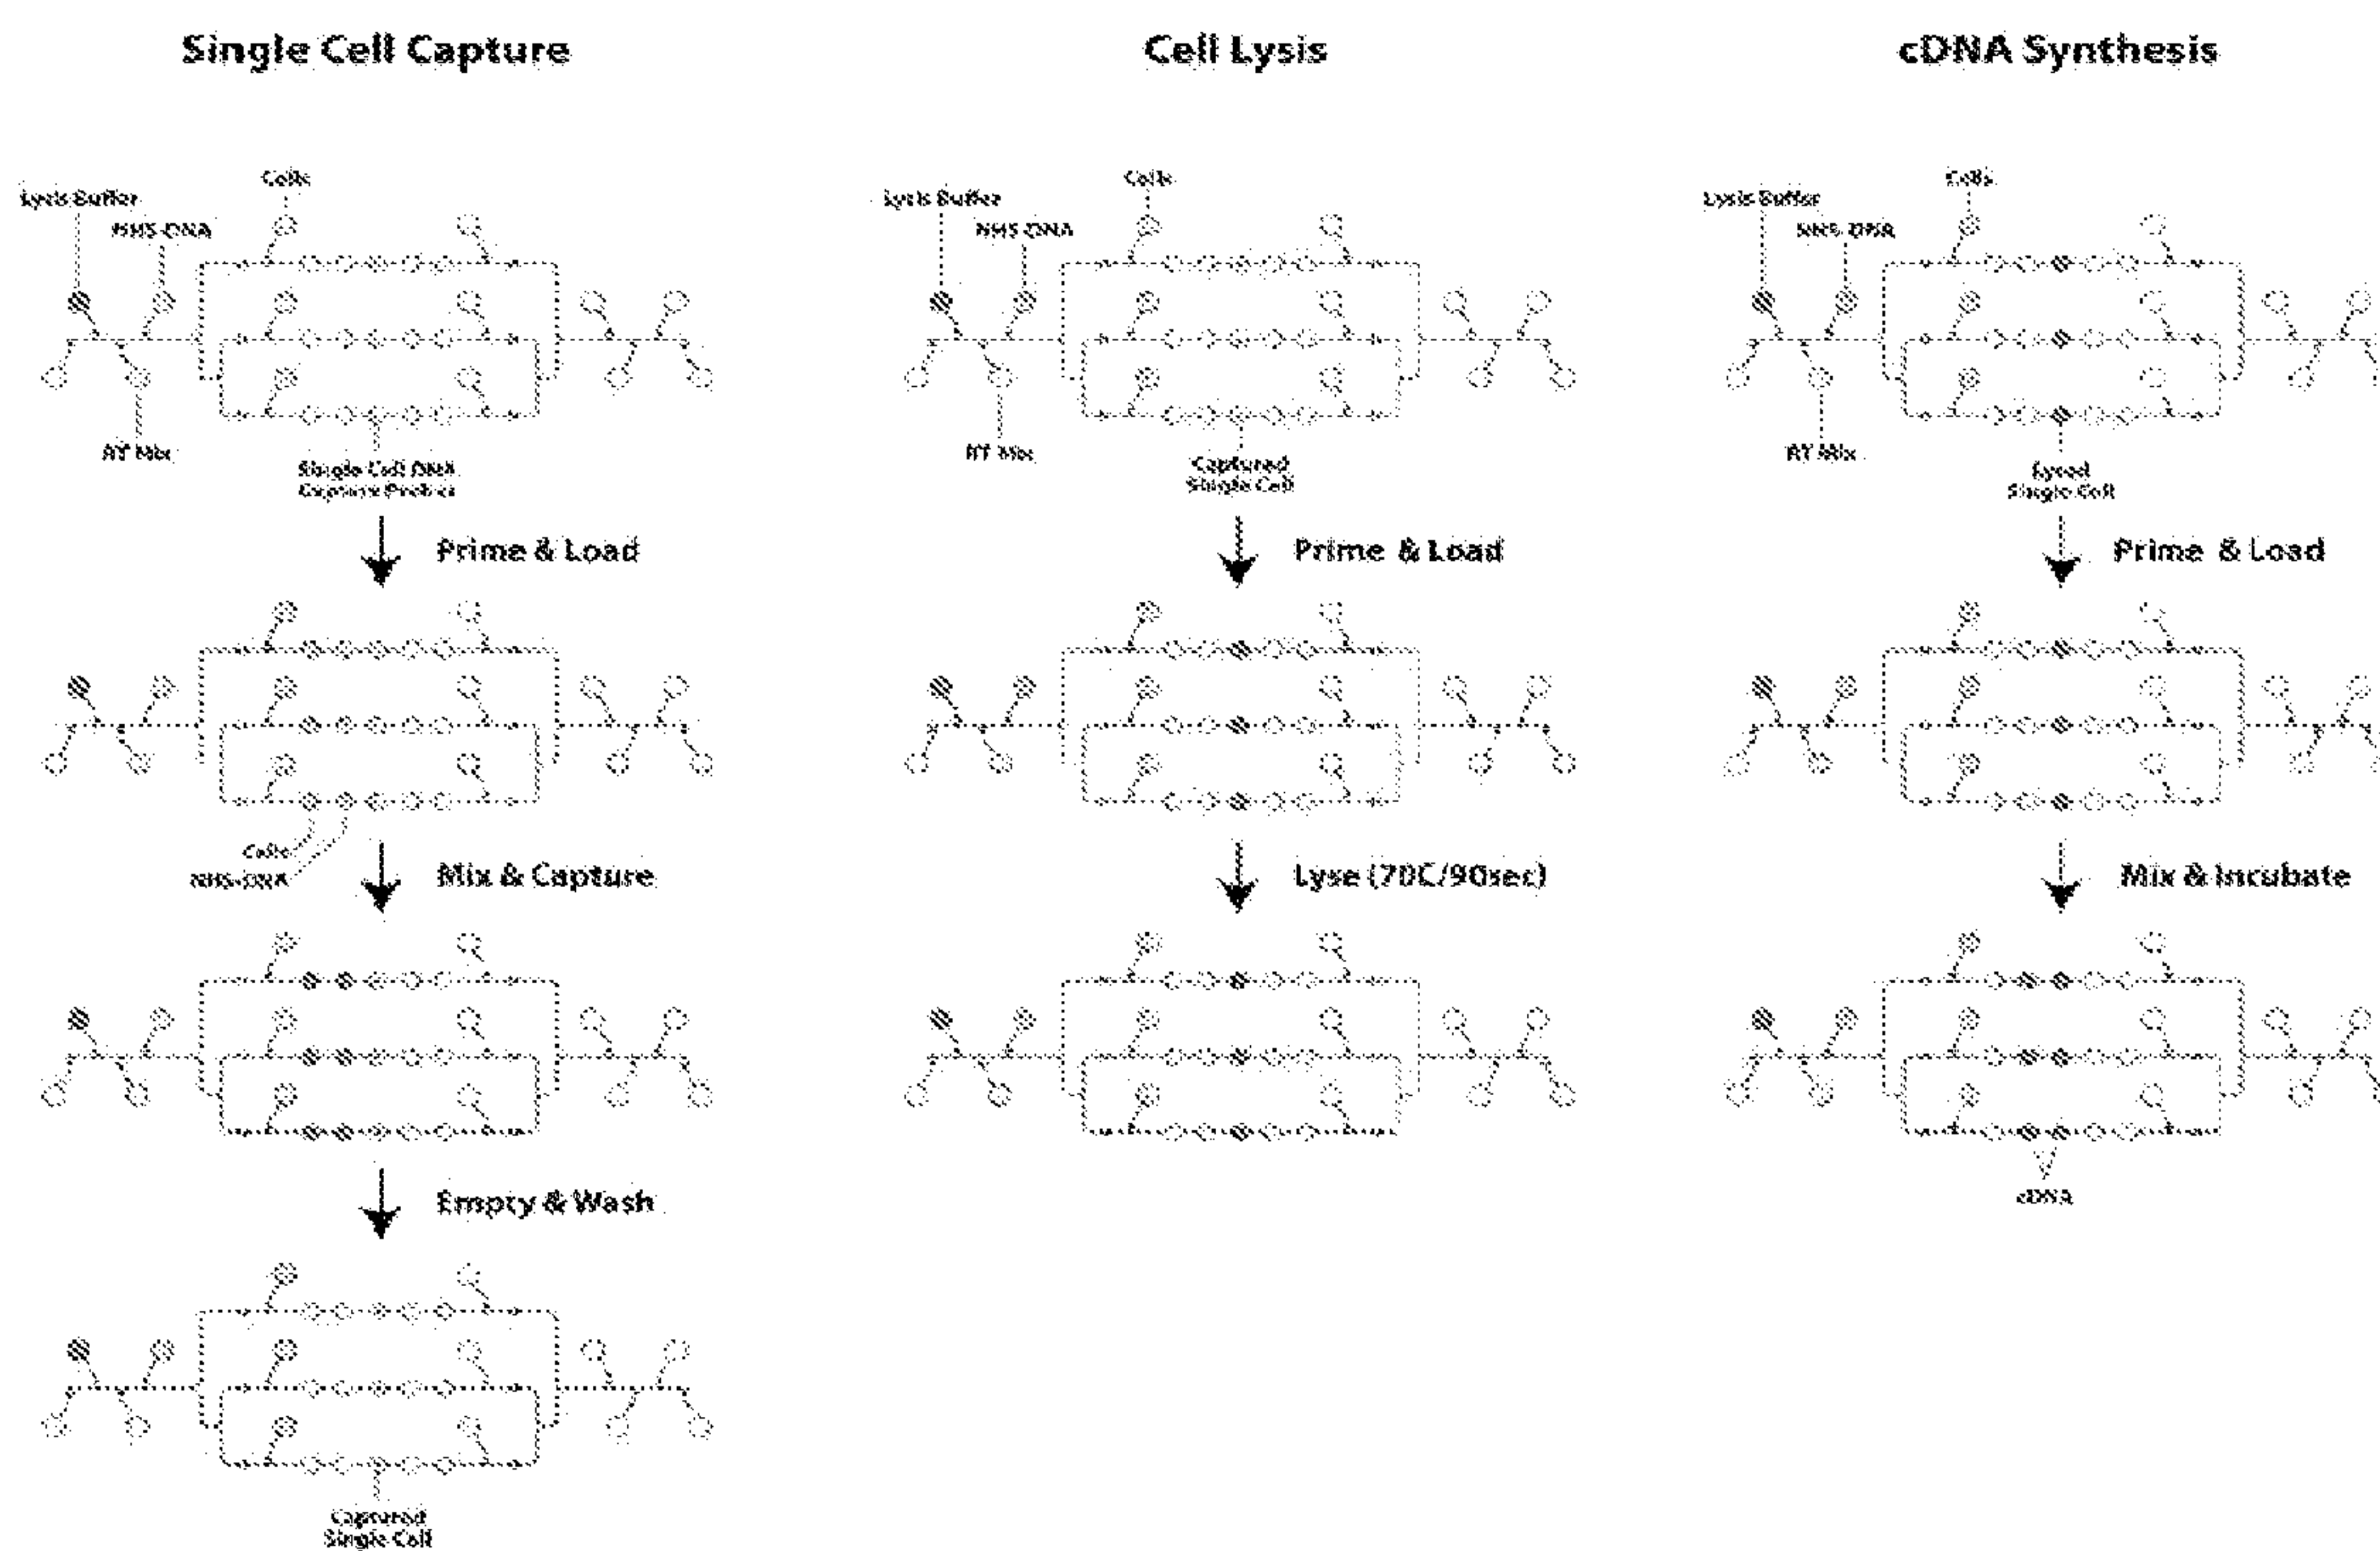 Single Cell Capture
Cell Lysis
cDNA Synthesis
Cells
Lysis Buffer
NHS-DNA
RT Mix
Single Cell DNA
Capture Probes
Cells
Lysis Buffer
NHS-DNA
RT Mix
Captured
Single Cell
Cells
Lysis Buffer
NHS-DNA
RT Mix
Lysed
Single Cell
Prime & Load
Prime & Load
Prime & Load
Cells
NHS-DNA
Mix & Capture
Lyse (70C/90sec)
Mix & Incubate
Empty & Wash
cDNA
Captured
Single Cell